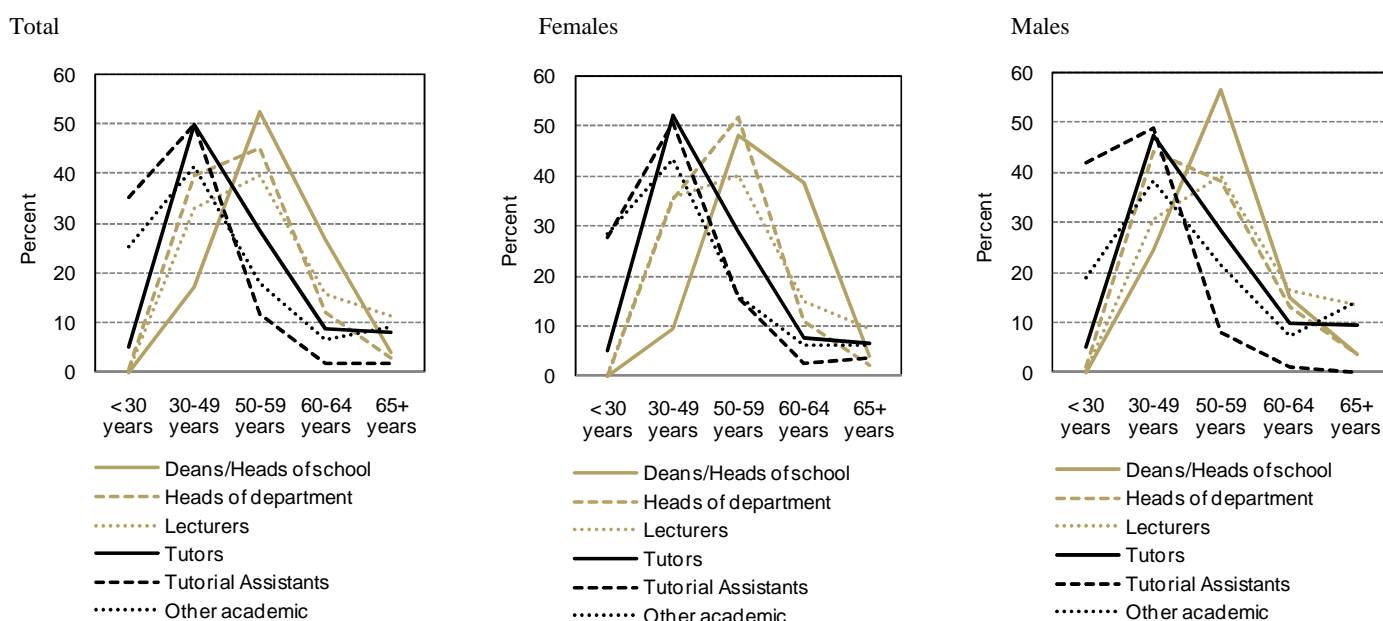 Total
60
50
40
30
20
10
0
Percent
<30 years
30-49 years
50-59 years
60-64 years
65+ years
Deans/Heads of school
Heads of department
Lecturers
Tutors
Tutorial Assistants
Other academic
Females
60
50
40
30
20
10
0
Percent
<30 years
30-49 years
50-59 years
60-64 years
65+ years
Deans/Heads of school
Heads of department
Lecturers
Tutors
Tutorial Assistants
Other academic
Males
60
50
40
30
20
10
0
Percent
<30 years
30-49 years
50-59 years
60-64 years
65+ years
Deans/Heads of school
Heads of department
Lecturers
Tutors
Tutorial Assistants
Other academic